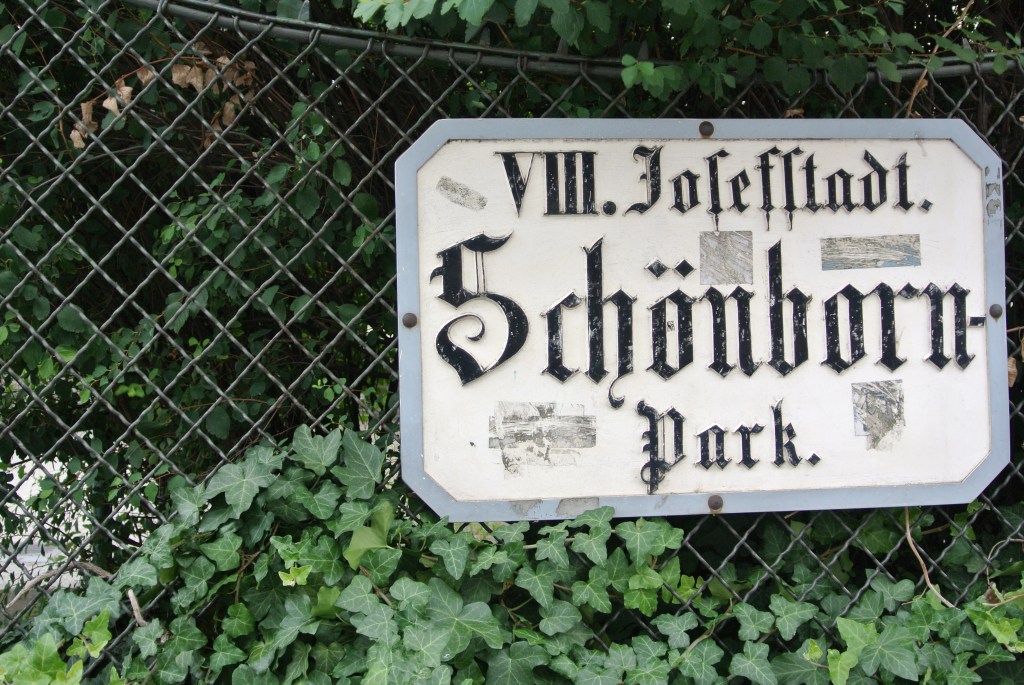 VIII. Joſefſtadt.
Schönborn-
Park.